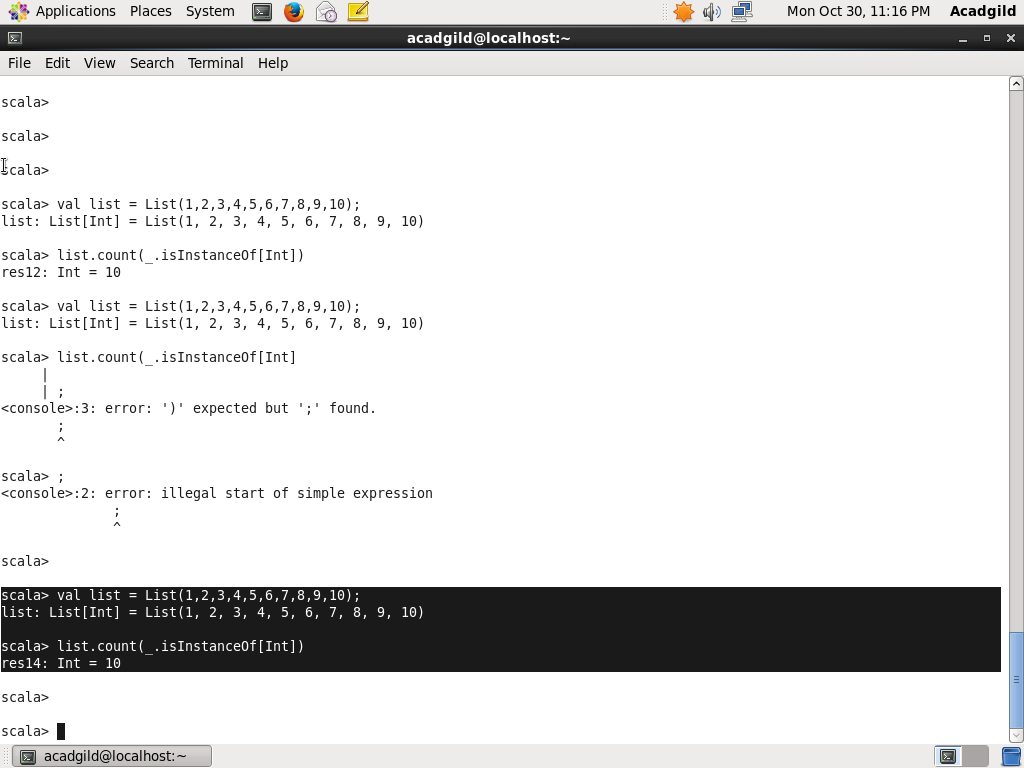 Applications Places System Mon Oct 30, 11:16 PM Acadgild
acadgild@localhost:~
File Edit View Search Terminal Help
scala>
scala>
scala>
scala> val list = List(1,2,3,4,5,6,7,8,9,10);
list: List[Int] = List(1, 2, 3, 4, 5, 6, 7, 8, 9, 10)
scala> list.count(_.isInstanceOf[Int])
res12: Int = 10
scala> val list = List(1,2,3,4,5,6,7,8,9,10);
list: List[Int] = List(1, 2, 3, 4, 5, 6, 7, 8, 9, 10)
scala> list.count(_.isInstanceOf[Int]
|
| ;
<console>:3: error: ')' expected but ';' found.
;
^
scala> ;
<console>:2: error: illegal start of simple expression
;
^
scala>
scala> val list = List(1,2,3,4,5,6,7,8,9,10);
list: List[Int] = List(1, 2, 3, 4, 5, 6, 7, 8, 9, 10)
scala> list.count(_.isInstanceOf[Int])
res14: Int = 10
scala>
scala>
acadgild@localhost:~